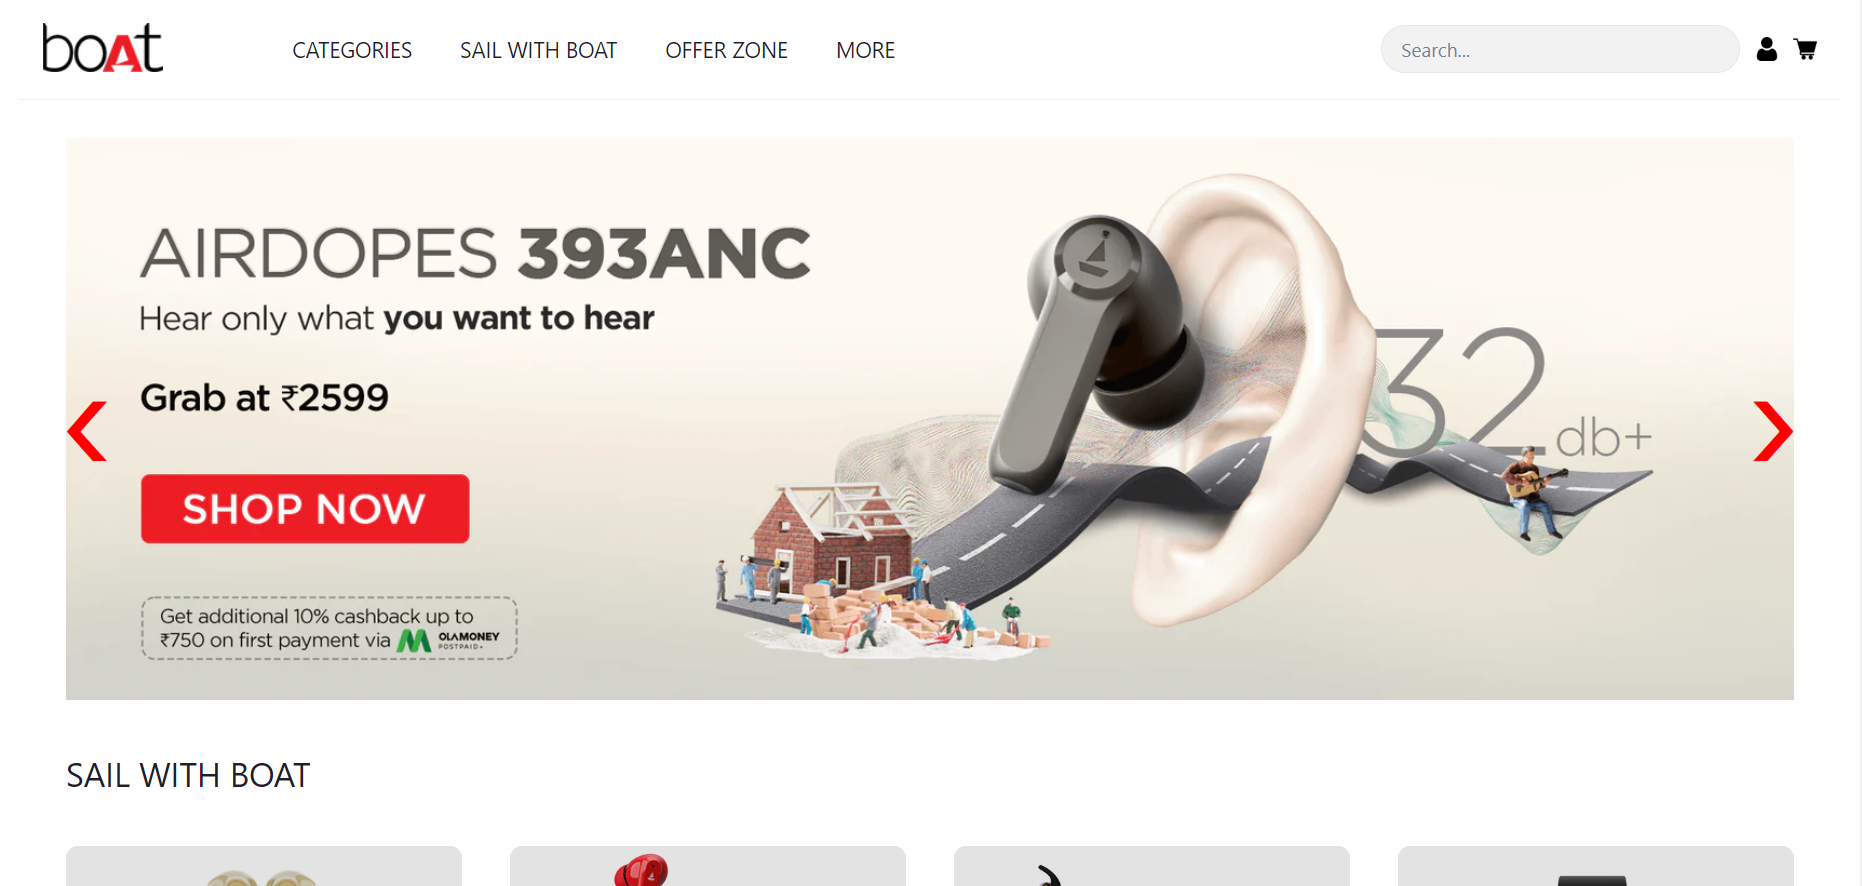 boAt
CATEGORIES
SAIL WITH BOAT
OFFER ZONE
MORE
Search...
AIRDOPES 393ANC
Hear only what you want to hear
Grab at ₹2599
SHOP NOW
Get additional 10% cashback up to
₹750 on first payment via OLAMONEY
POSTPAID+
32 db+
SAIL WITH BOAT